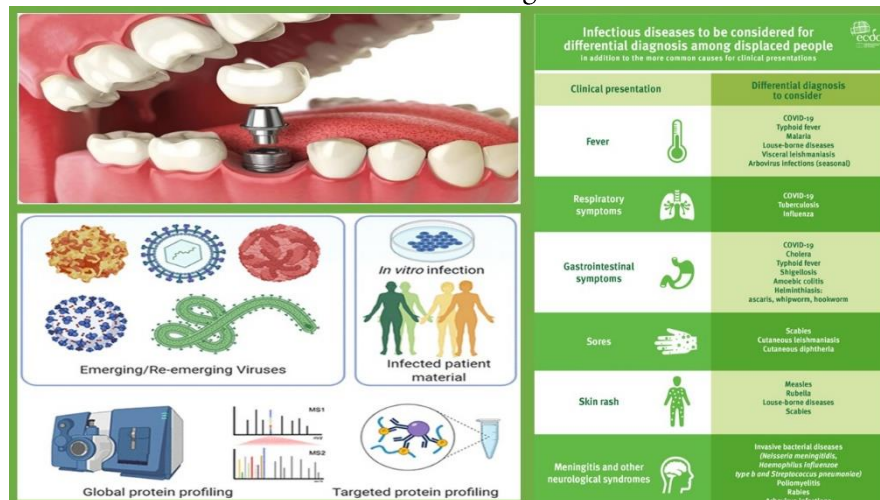 In vitro infection
Infected patient
material
Emerging/Re-emerging Viruses
MS1
MS2
Global protein profiling
Targeted protein profiling
Infectious diseases to be considered for
differential diagnosis among displaced people
in addition to the more common causes for clinical presentations
ecdc
Clinical presentation
Differential diagnosis
to consider
Fever
COVID-19
Typhoid fever
Malaria
Louse-borne diseases
Visceral leishmaniasis
Arbovirus infections (seasonal)
Respiratory
symptoms
COVID-19
Tuberculosis
Influenza
Gastrointestinal
symptoms
COVID-19
Cholera
Typhoid fever
Shigellosis
Amoebic colitis
Helminthiasis:
ascaris, whipworm, hookworm
Sores
Scabies
Cutaneous leishmaniasis
Cutaneous diphtheria
Skin rash
Measles
Rubella
Louse-borne diseases
Scabies
Meningitis and other
neurological syndromes
Invasive bacterial diseases
(Neisseria meningitidis,
Haemophilus influenzae
type b and Streptococcus pneumoniae)
Poliomyelitis
Rabies